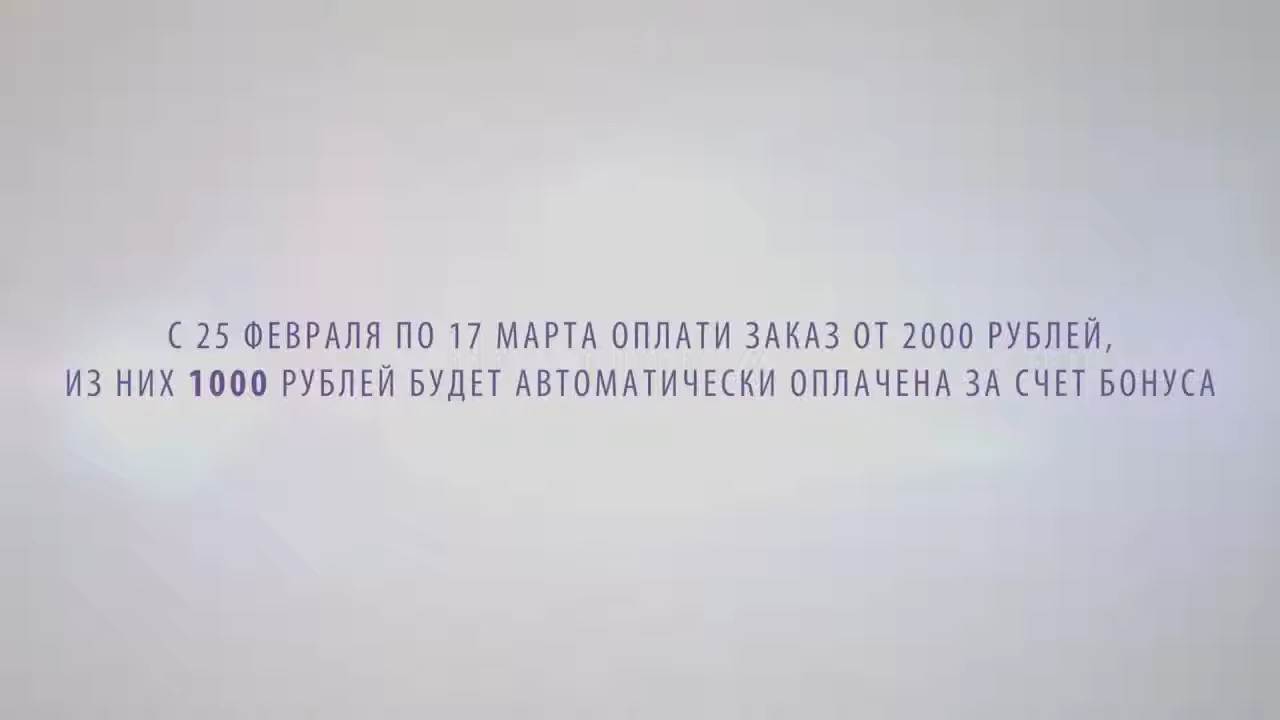 С 25 ФЕВРАЛЯ ПО 17 МАРТА ОПЛАТИ ЗАКАЗ ОТ 2000 РУБЛЕЙ,
ИЗ НИХ 1000 РУБЛЕЙ БУДЕТ АВТОМАТИЧЕСКИ ОПЛАЧЕНА ЗА СЧЕТ БОНУСА